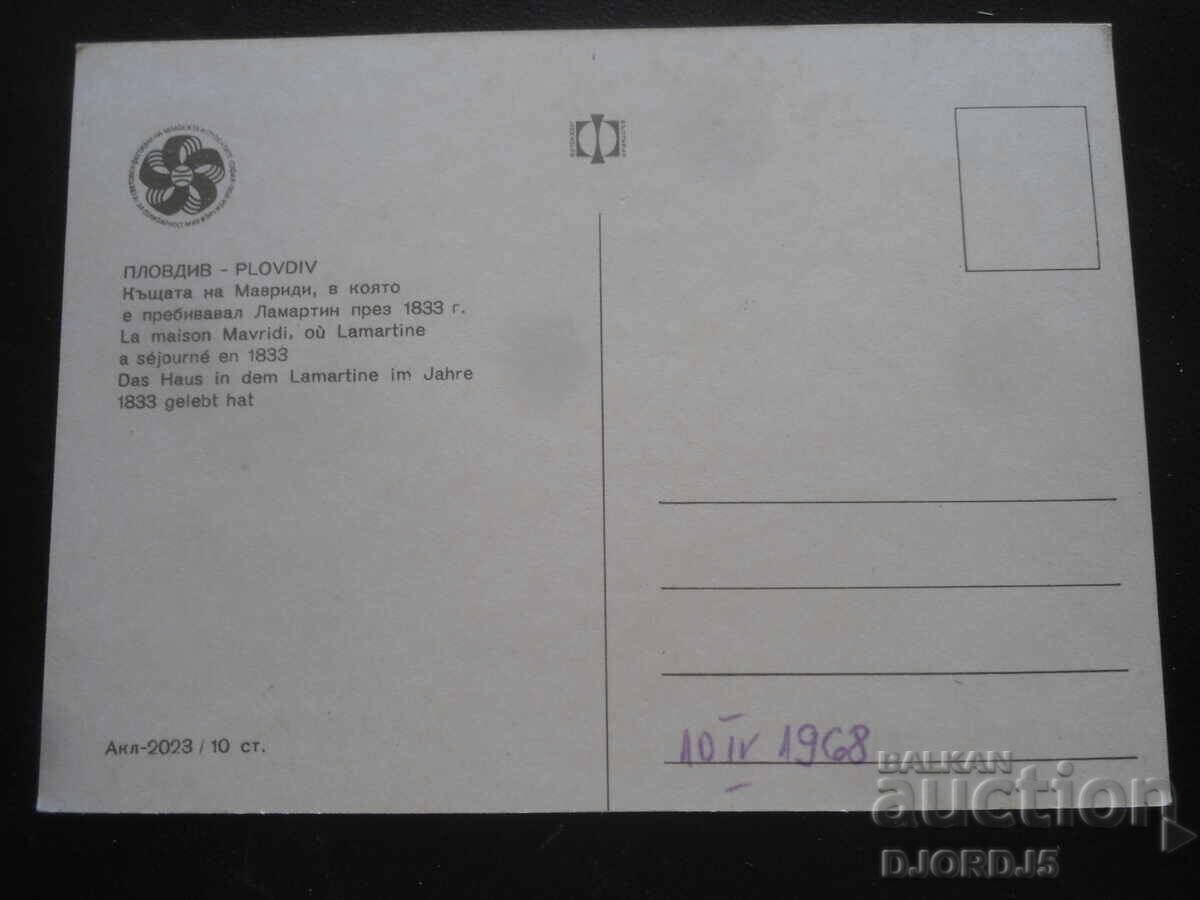 ПЛОВДИВ - PLOVDIV
Къщата на Мавриди, в която
е пребивавал Ламартин през 1833 г.
La maison Mavridi, où Lamartine
a séjourné en 1833
Das Haus in dem Lamartine im Jahre
1833 gelebt hat
Акл-2023 / 10 ст.
10 IV 1968
BALKAN
auction
DJORDJ5